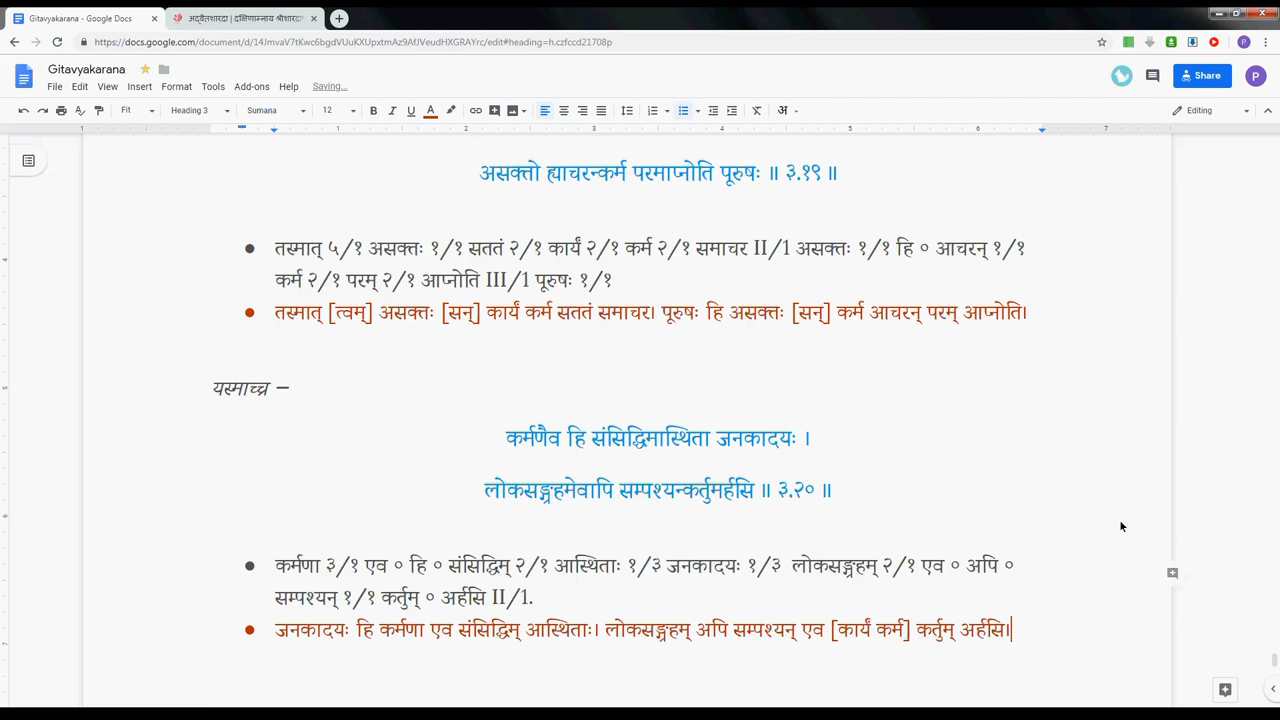 Gitavyakarana - Google Docs
अद्वैतशारदा | दक्षिणाम्नाय श्रीशारदा
https://docs.google.com/document/d/14JmvaV7tKwc6bgdVUuKXUpxtmAz9AfJVeudHXGRAYrc/edit#heading=h.czfccd21708p
Gitavyakarana
File Edit View Insert Format Tools Add-ons Help Saving...
Share
P
Fit Heading 3 Sumana 12 B I U A अ Editing
1 1 2 3 4 5 6 7
असक्तो ह्याचरन्कर्म परमाप्नोति पूरुषः ॥ ३.१९ ॥
तस्मात् ५/१ असक्तः १/१ सततं २/१ कार्यं २/१ कर्म २/१ समाचर II/1 असक्तः १/१ हि ० आचरन् १/१
कर्म २/१ परम् २/१ आप्नोति III/1 पूरुषः १/१
तस्मात् [त्वम्] असक्तः [सन्] कार्यं कर्म सततं समाचर। पूरुषः हि असक्तः [सन्] कर्म आचरन् परम् आप्नोति।
यस्माच्च –
कर्मणैव हि संसिद्धिमास्थिता जनकादयः ।
लोकसङ्ग्रहमेवापि सम्पश्यन्कर्तुमर्हसि ॥ ३.२० ॥
कर्मणा ३/१ एव ० हि ० संसिद्धिम् २/१ आस्थिताः १/३ जनकादयः १/३ लोकसङ्ग्रहम् २/१ एव ० अपि ०
सम्पश्यन् १/१ कर्तुम् ० अर्हसि II/1.
जनकादयः हि कर्मणा एव संसिद्धिम् आस्थिताः। लोकसङ्ग्रहम् अपि सम्पश्यन् एव [कार्यं कर्म] कर्तुम् अर्हसि।